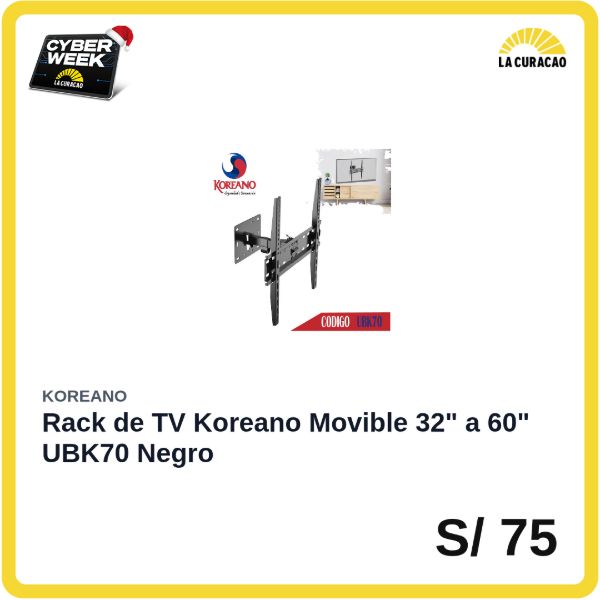 CYBER
WEEK
LA CURACAO
LA CURACAO
KOREANO
CODIGO UBK70
KOREANO
Rack de TV Koreano Movible 32" a 60"
UBK70 Negro
S/ 75